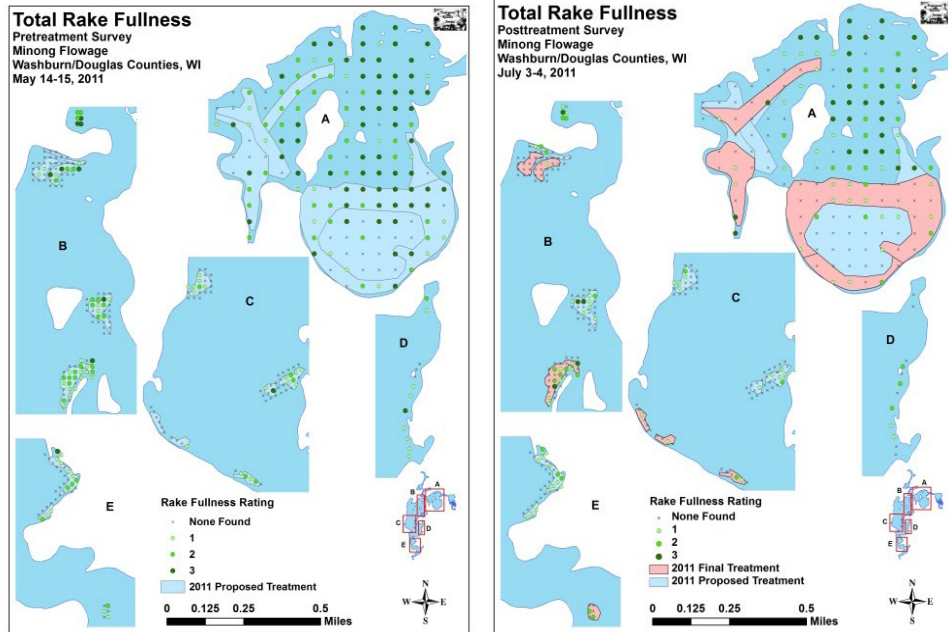 Total Rake Fullness
Pretreatment Survey
Minong Flowage
Washburn/Douglas Counties, WI
May 14-15, 2011
A
B
C
D
E
Rake Fullness Rating
None Found
1
2
3
2011 Proposed Treatment
A
B
C
D
E
N
W E
S
0 0.125 0.25 0.5
Miles
Total Rake Fullness
Posttreatment Survey
Minong Flowage
Washburn/Douglas Counties, WI
July 3-4, 2011
A
B
C
D
E
Rake Fullness Rating
None Found
1
2
3
2011 Final Treatment
2011 Proposed Treatment
A
B
C
D
E
N
W E
S
0 0.125 0.25 0.5
Miles